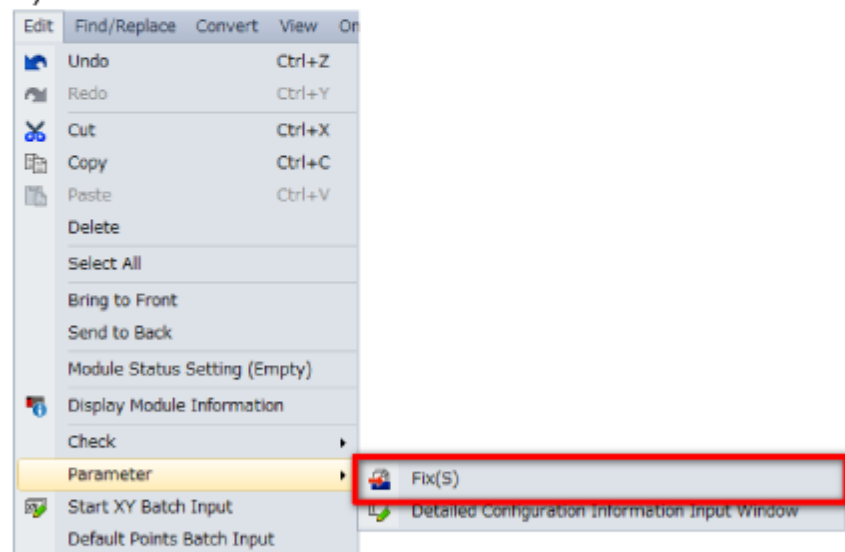 Edit Find/Replace Convert View On
Undo Ctrl+Z
Redo Ctrl+Y
Cut Ctrl+X
Copy Ctrl+C
Paste Ctrl+V
Delete
Select All
Bring to Front
Send to Back
Module Status Setting (Empty)
Display Module Information
Check
Parameter
Fix(S)
Start XY Batch Input
Detailed Configuration Information Input Window
Default Points Batch Input